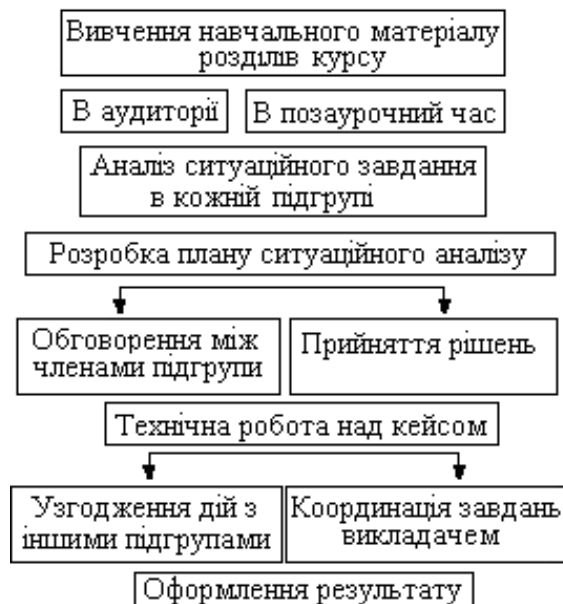 Вивчення навчального матеріалу
розділів курсу
В аудиторії
В позаурочний час
Аналіз ситуаційного завдання
в кожній підгрупі
Розробка плану ситуаційного аналізу
Обговорення між
членами підгрупи
Прийняття рішень
Технічна робота над кейсом
Узгодження дій з
іншими підгрупами
Координація завдань
викладачем
Оформлення результату